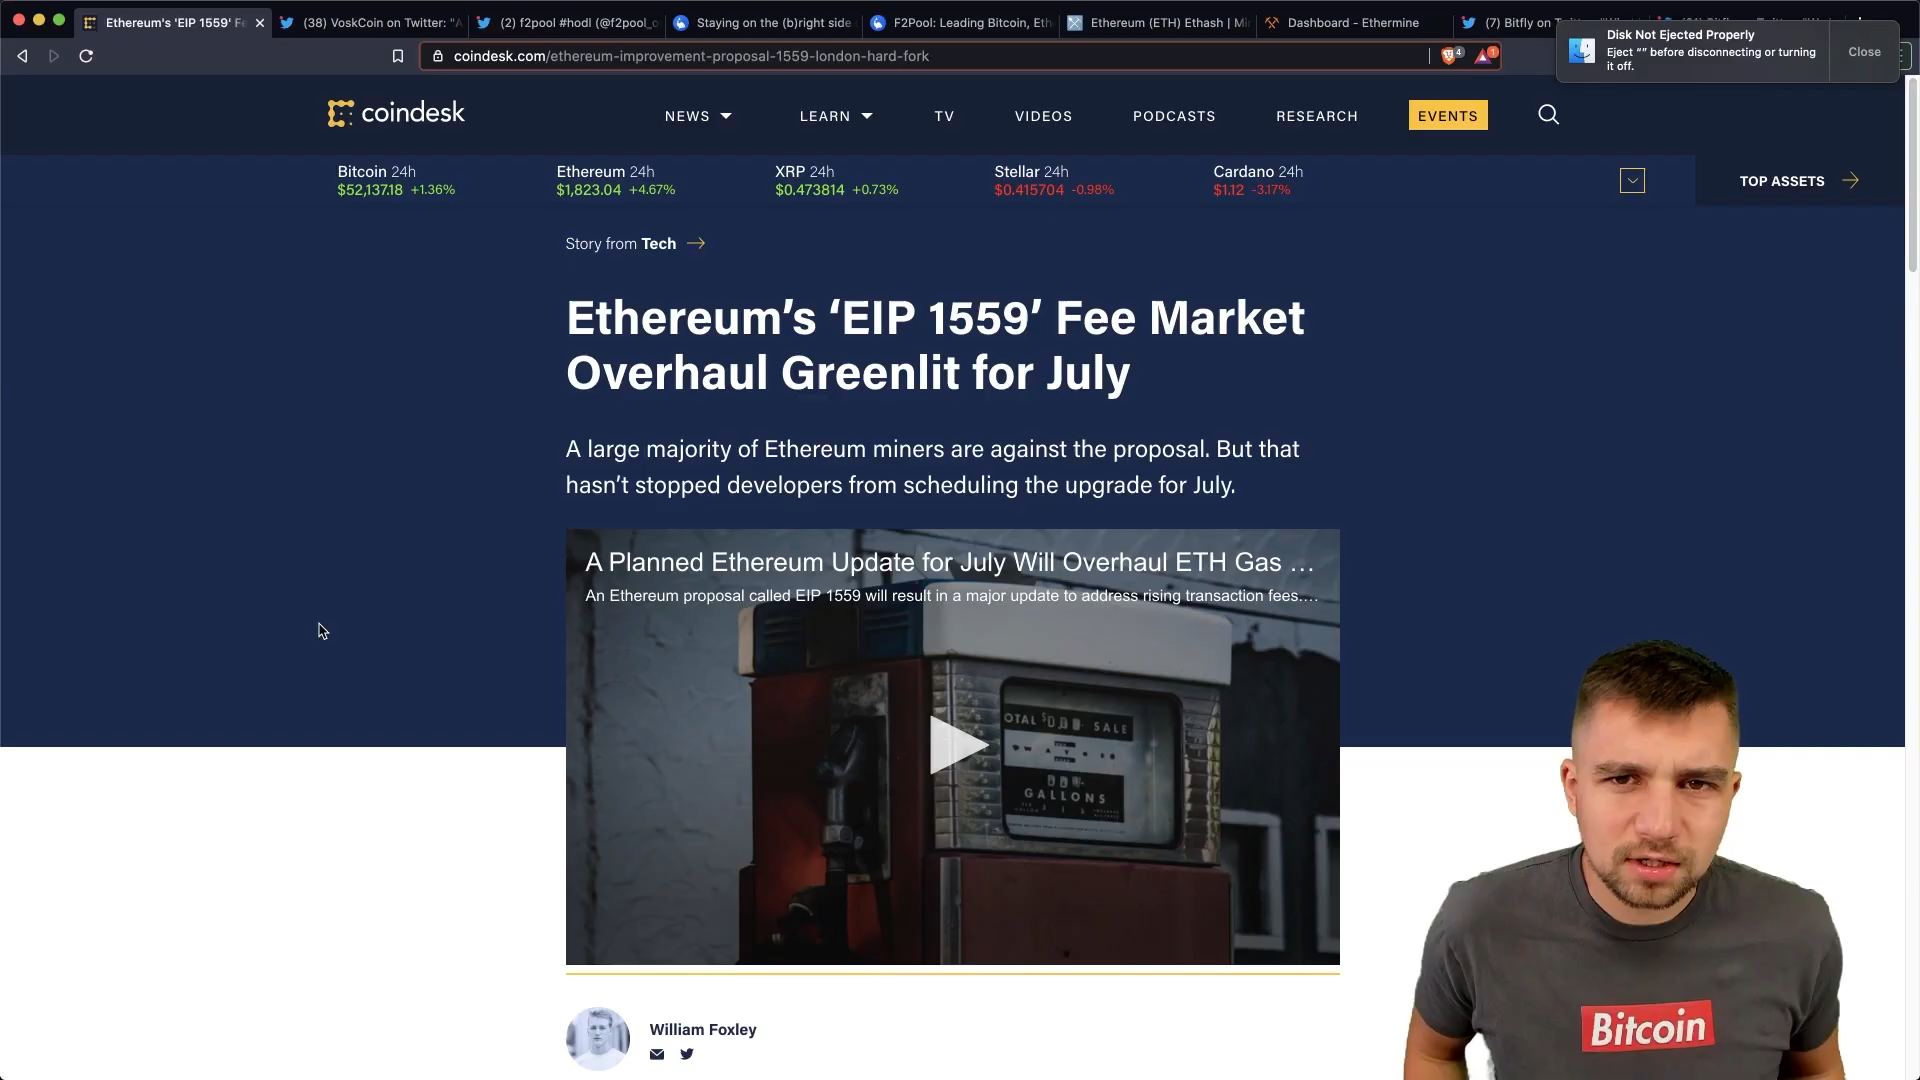 Ethereum's 'EIP 1559' Fe
(38) VoskCoin on Twitter: "A
(2) f2pool #hodl (@f2pool_o
Staying on the (b)right side
F2Pool: Leading Bitcoin, Eth
Ethereum (ETH) Ethash | Mi
Dashboard - Ethermine
(7) Bitfly on
Disk Not Ejected Properly
Eject “” before disconnecting or turning
it off.
Close
coindesk.com/ethereum-improvement-proposal-1559-london-hard-fork
4
1
coindesk
NEWS
LEARN
TV
VIDEOS
PODCASTS
RESEARCH
EVENTS
Bitcoin 24h
$52,137.18 +1.36%
Ethereum 24h
$1,823.04 +4.67%
XRP 24h
$0.473814 +0.73%
Stellar 24h
$0.415704 -0.98%
Cardano 24h
$1.12 -3.17%
TOP ASSETS
Story from Tech
Ethereum’s ‘EIP 1559’ Fee Market
Overhaul Greenlit for July
A large majority of Ethereum miners are against the proposal. But that
hasn’t stopped developers from scheduling the upgrade for July.
A Planned Ethereum Update for July Will Overhaul ETH Gas …
An Ethereum proposal called EIP 1559 will result in a major update to address rising transaction fees.…
OTAL $ SALE
GALLONS
William Foxley
Bitcoin